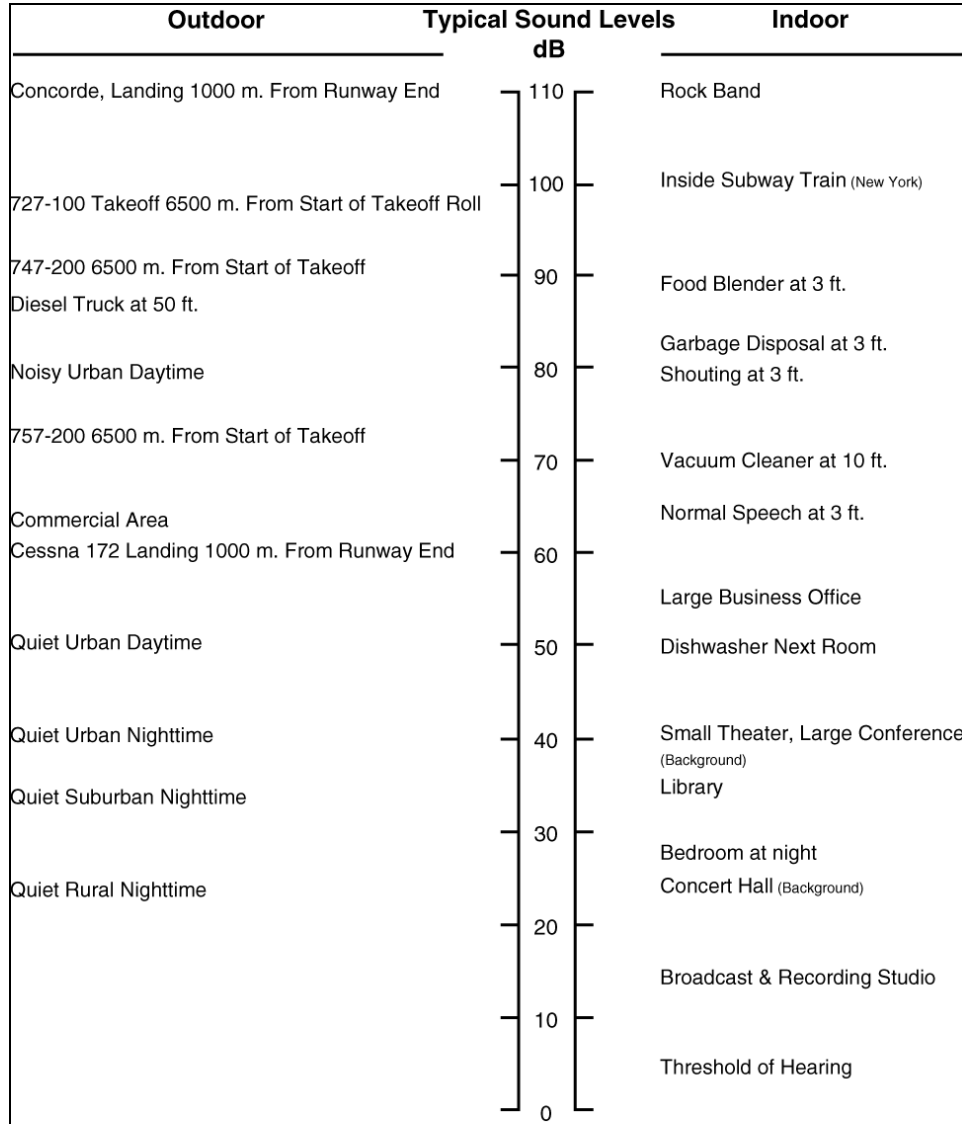 Outdoor Typical Sound Levels Indoor
dB
Concorde, Landing 1000 m. From Runway End 110 Rock Band
Inside Subway Train (New York)
100
727-100 Takeoff 6500 m. From Start of Takeoff Roll
747-200 6500 m. From Start of Takeoff
90
Food Blender at 3 ft.
Diesel Truck at 50 ft.
Garbage Disposal at 3 ft.
Noisy Urban Daytime 80 Shouting at 3 ft.
757-200 6500 m. From Start of Takeoff
70 Vacuum Cleaner at 10 ft.
Normal Speech at 3 ft.
Commercial Area
Cessna 172 Landing 1000 m. From Runway End 60
Large Business Office
Quiet Urban Daytime 50 Dishwasher Next Room
Quiet Urban Nighttime 40 Small Theater, Large Conference
(Background)
Library
Quiet Suburban Nighttime
30
Bedroom at night
Quiet Rural Nighttime Concert Hall (Background)
20
Broadcast & Recording Studio
10
Threshold of Hearing
0